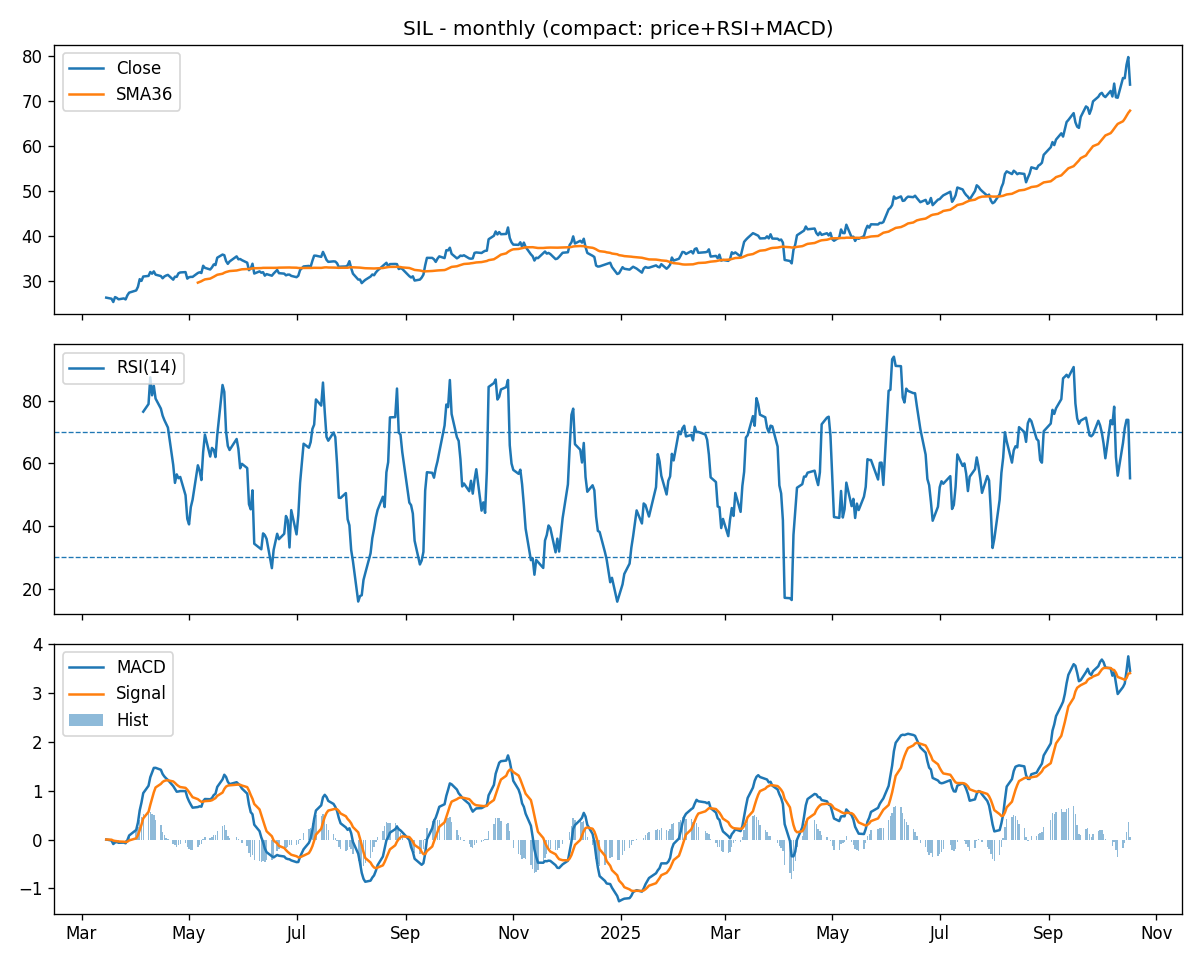 SIL - monthly (compact: price+RSI+MACD)
Close
SMA36
80
70
60
50
40
30
RSI(14)
80
60
40
20
MACD
Signal
Hist
4
3
2
1
0
−1
Mar May Jul Sep Nov 2025 Mar May Jul Sep Nov